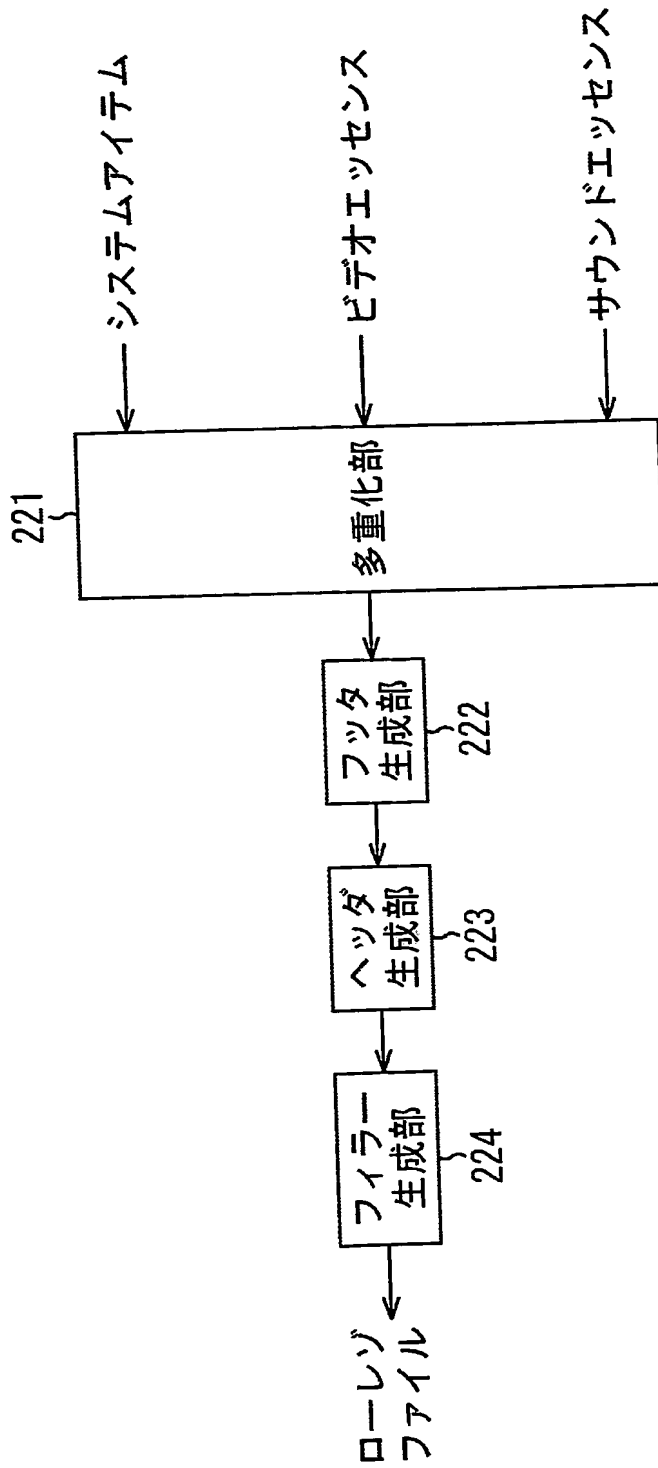 システムアイテム
ビデオエッセンス
サウンドエッセンス
221
多重化部
フッタ
生成部
222
ヘッダ
生成部
223
フィラー
生成部
224
ローレゾ
ファイル